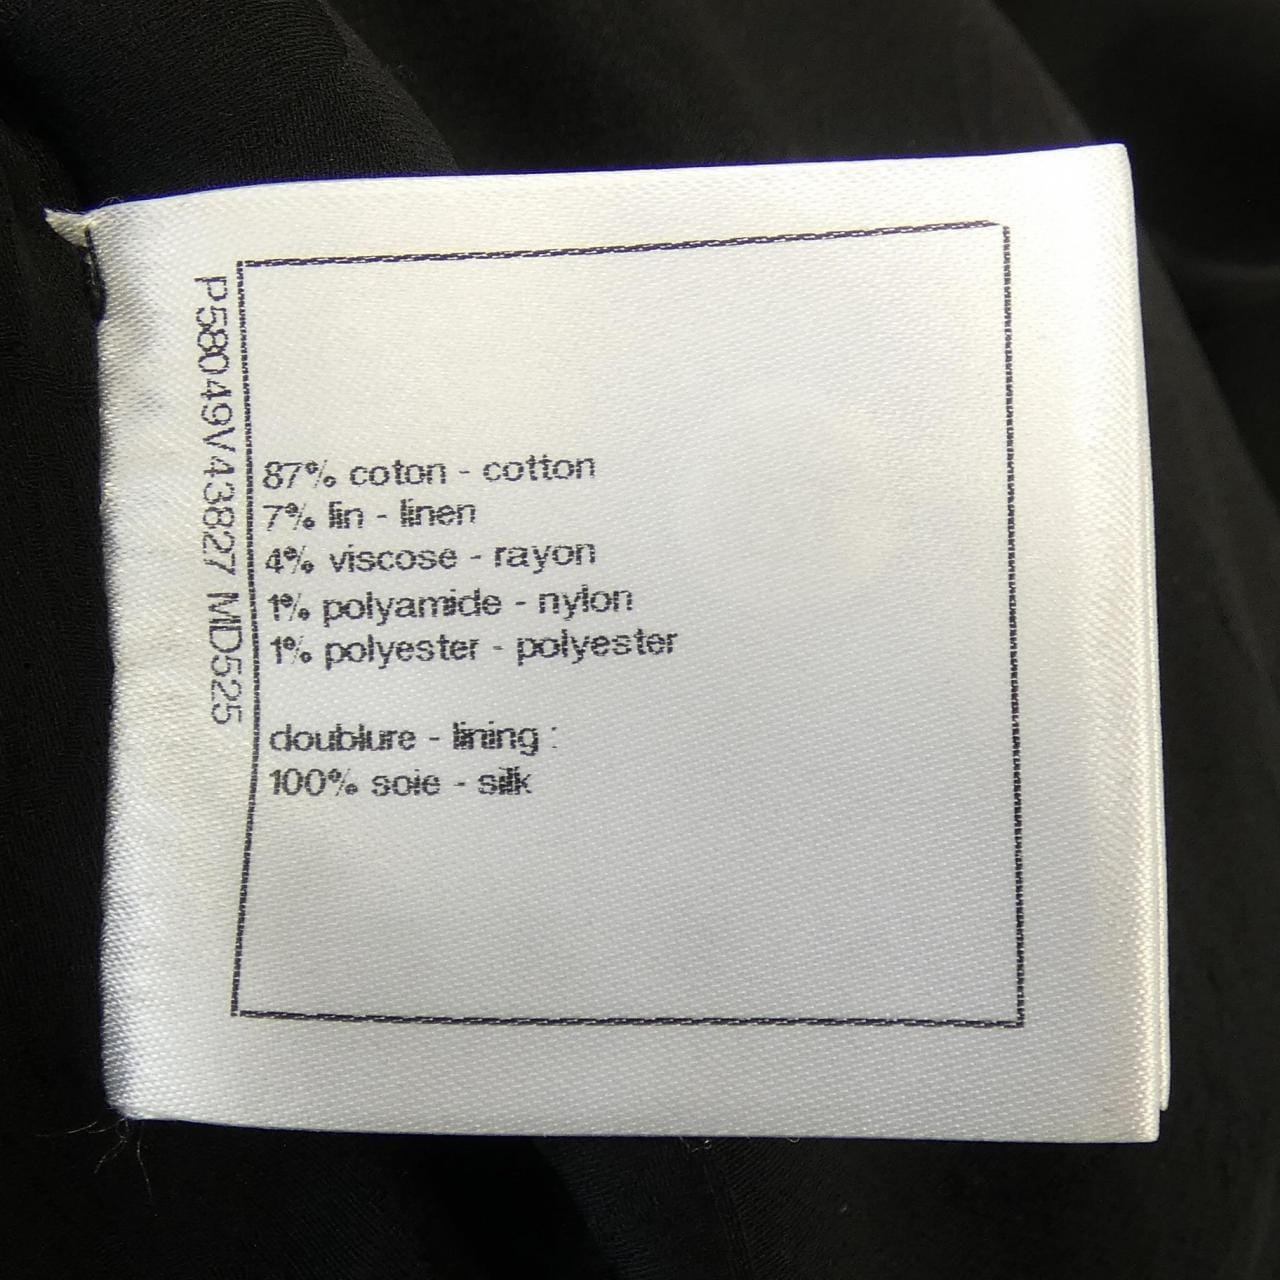 P58049V43827 MD525
87% coton - cotton
7% lin - linen
4% viscose - rayon
1% polyamide - nylon
1% polyester - polyester
doublure - lining :
100% soie - silk